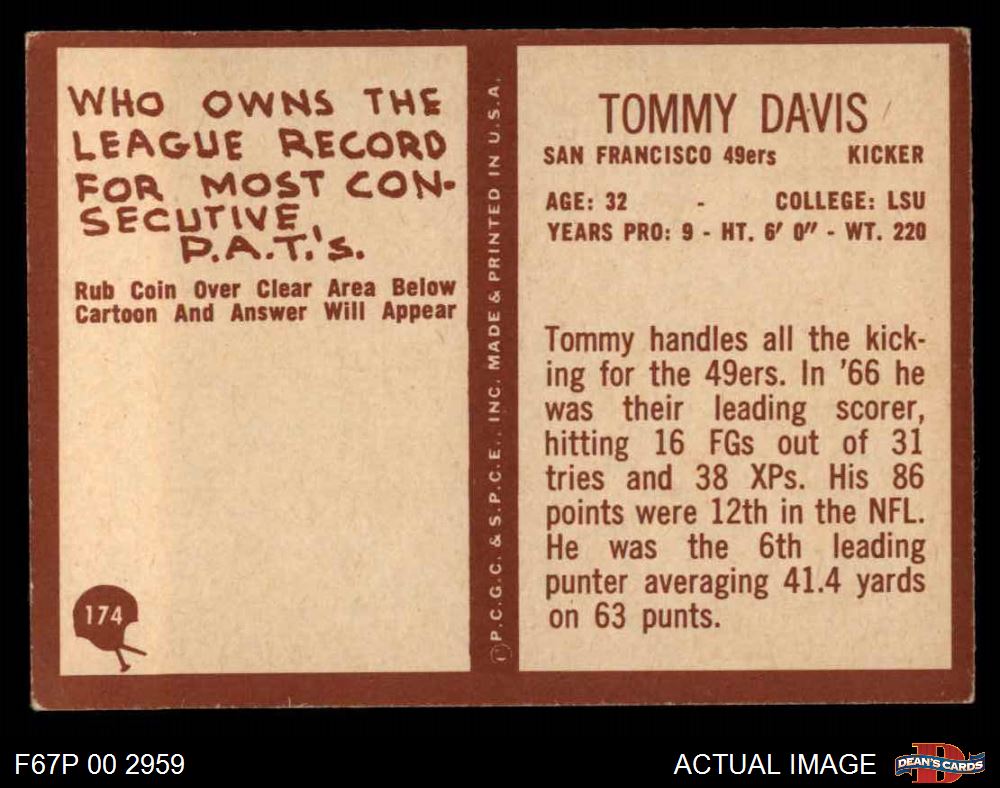 WHO OWNS THE
LEAGUE RECORD
FOR MOST CON-
SECUTIVE
P.A.T.'s.
Rub Coin Over Clear Area Below
Cartoon And Answer Will Appear
174
©P.C.G.C. & S.P.C.E., INC. MADE & PRINTED IN U.S.A.
TOMMY DAVIS
SAN FRANCISCO 49ers KICKER
AGE: 32 - COLLEGE: LSU
YEARS PRO: 9 - HT. 6' 0" - WT. 220
Tommy handles all the kick-
ing for the 49ers. In '66 he
was their leading scorer,
hitting 16 FGs out of 31
tries and 38 XPs. His 86
points were 12th in the NFL.
He was the 6th leading
punter averaging 41.4 yards
on 63 punts.
F67P 00 2959
ACTUAL IMAGE
DEAN'S CARDS